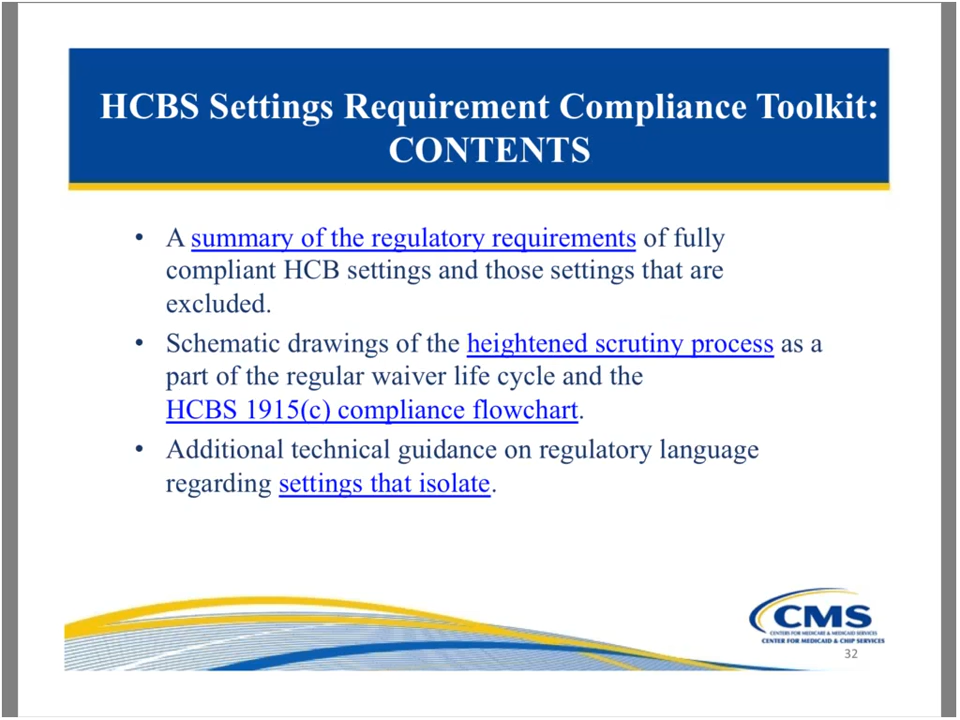 HCBS Settings Requirement Compliance Toolkit:
CONTENTS
• A summary of the regulatory requirements of fully
compliant HCB settings and those settings that are
excluded.
• Schematic drawings of the heightened scrutiny process as a
part of the regular waiver life cycle and the
HCBS 1915(c) compliance flowchart.
• Additional technical guidance on regulatory language
regarding settings that isolate.
CMS
CENTERS FOR MEDICARE & MEDICAID SERVICES
CENTER FOR MEDICAID & CHIP SERVICES
32